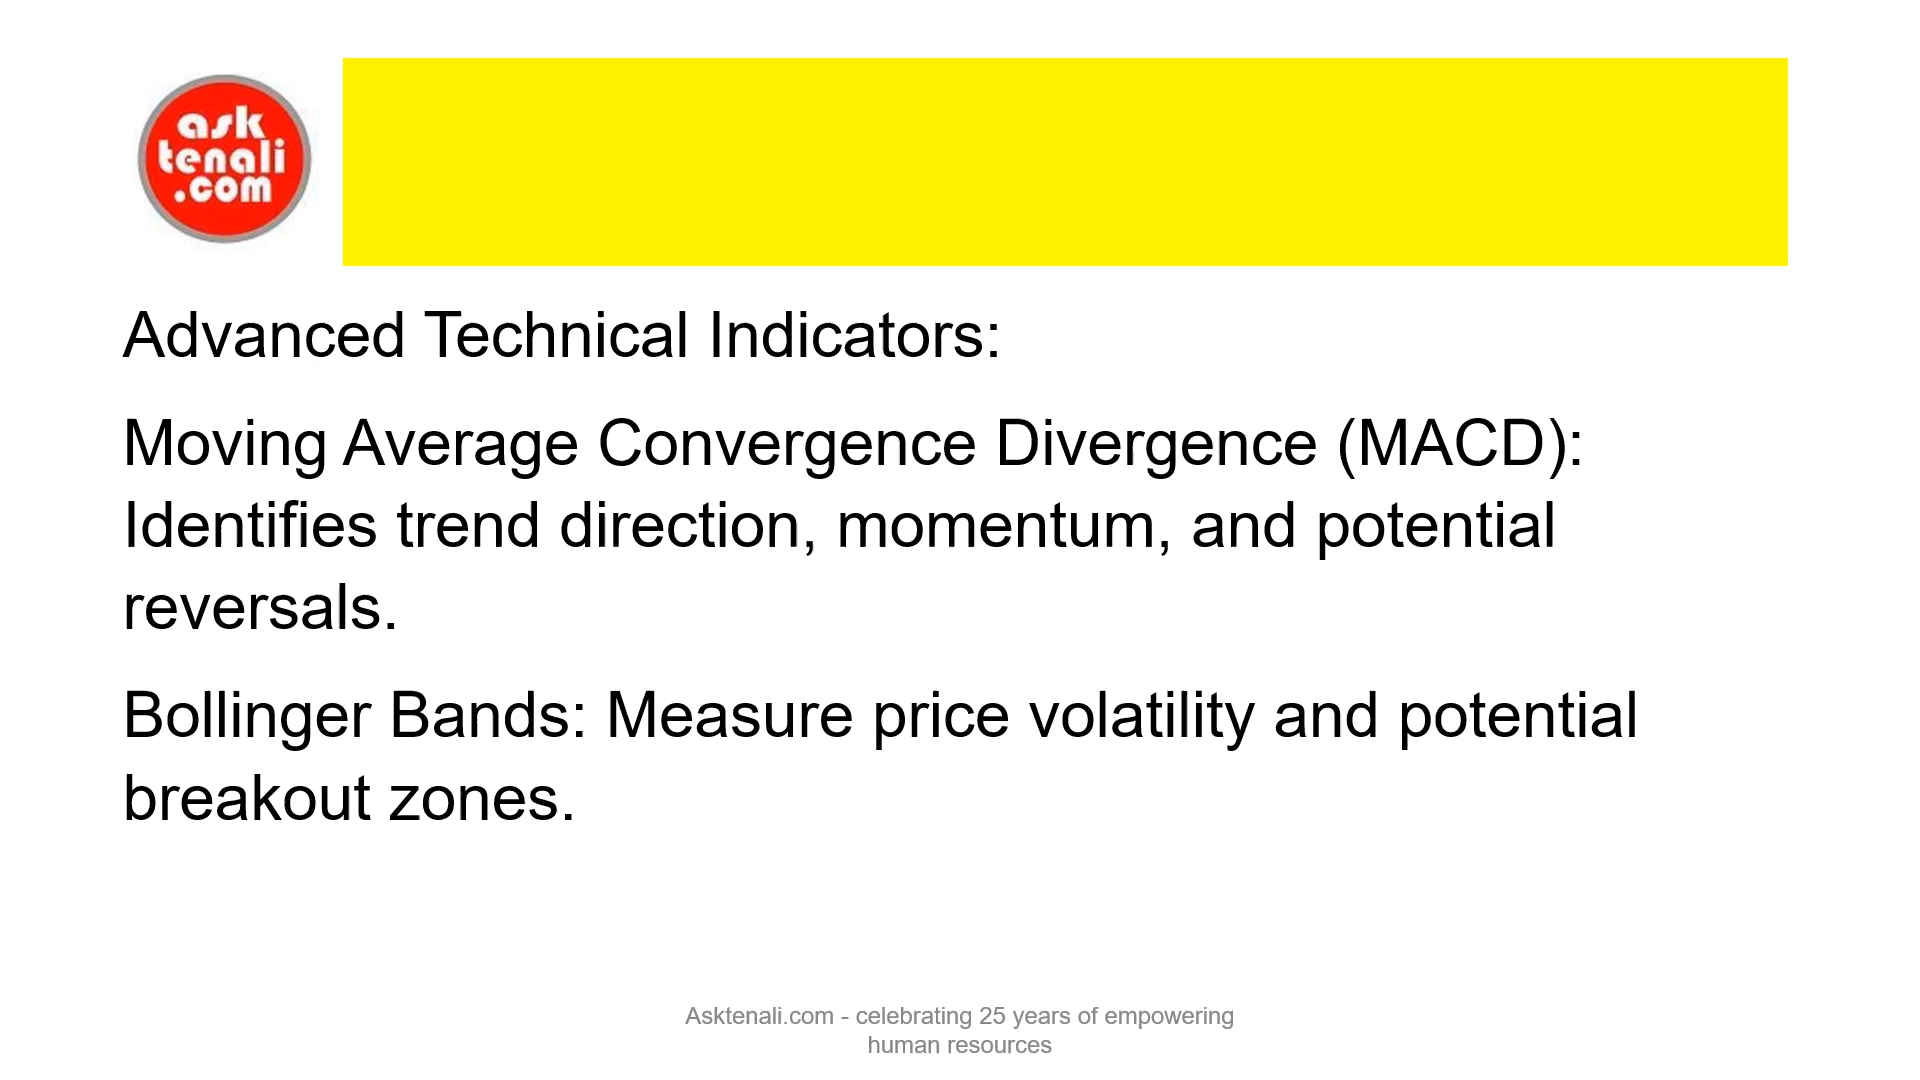 ask
tenali
.com
Advanced Technical Indicators:
Moving Average Convergence Divergence (MACD):
Identifies trend direction, momentum, and potential
reversals.
Bollinger Bands: Measure price volatility and potential
breakout zones.
Asktenali.com - celebrating 25 years of empowering
human resources